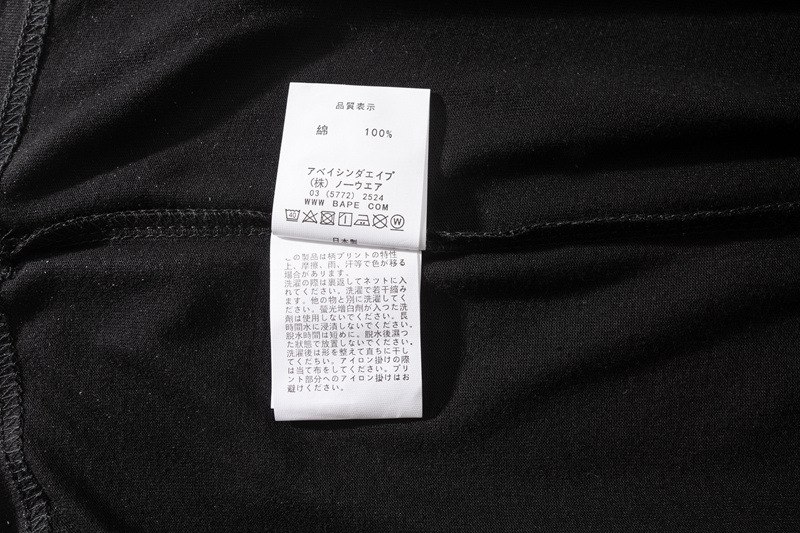 品質表示
綿 100%
アベイシンダエイプ
(株) ノーウエア
03 (5772) 2524
WWW BAPE COM
40
日本製
この製品は柄プリントの特性
上、摩擦、雨、汗等で色が移る
場合があります。
洗濯の際は裏返してネットに入
れてください。洗濯で若干縮み
ます。他の物と別に洗濯してく
ださい。螢光増白剤が入った洗
剤は使用しないでください。長
時間水に浸漬しないでください。
脱水時間は短めに、脱水後濕つ
た状態で放置しないでください。
洗濯後は形を整えて直ちに干し
てくだちい。アイロン掛けの際
は当て布をしてください。プリ
ント部分へのアイロン掛けはお
避けください。